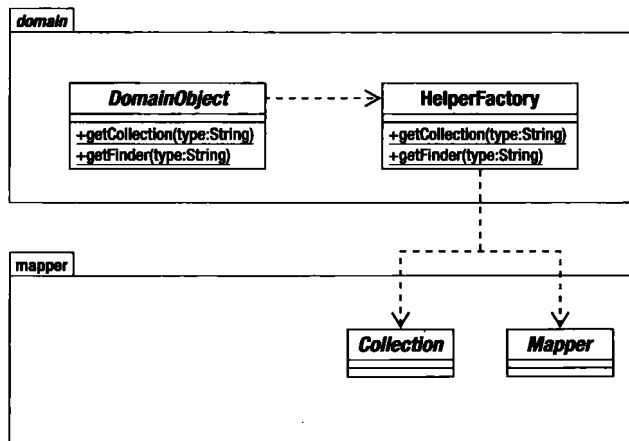 domain
DomainObject
+getCollection(type:String)
+getFinder(type:String)
HelperFactory
+getCollection(type:String)
+getFinder(type:String)
mapper
Collection
Mapper